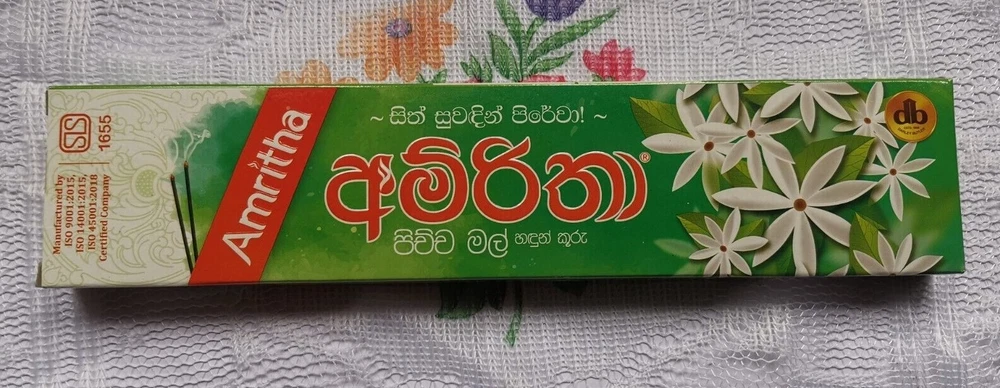 SLS
1655
Manufactured by
ISO 9001:2015,
ISO 14001:2015,
ISO 45001:2018
Certified Company
Amritha
~ සිත් සුවඳින් පිරේවා! ~
අම්රිතා®
පිච්ච මල් හඳුන් කූරු
db